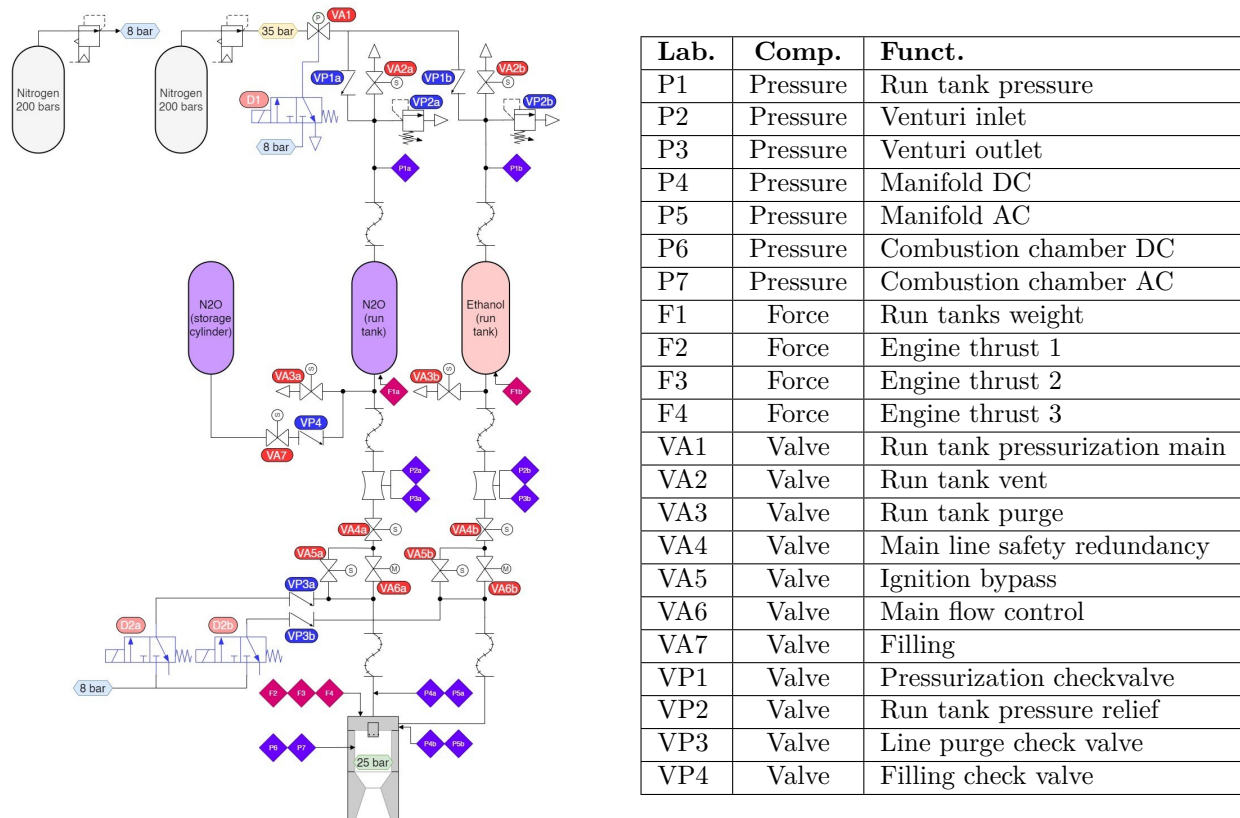 8 bar
35 bar
P
VA1
Nitrogen
200 bars
Nitrogen
200 bars
VP1a
VA2a
S
VP1b
VA2b
S
D1
VP2a
VP2b
8 bar
P1a
P1b
N2O
(storage
cylinder)
N2O
(run
tank)
Ethanol
(run
tank)
VA3a
S
VA3b
S
F1a
F1b
S
VP4
VA7
P2a
P3a
P2b
P3b
VA4a
S
VA4b
S
VA5a
S
VA5b
S
M
VA6a
M
VA6b
VP3a
VP3b
D2a
D2b
8 bar
F2
F3
F4
P4a
P5a
P6
P7
P4b
P5b
25 bar
Lab. Comp. Funct.
P1 Pressure Run tank pressure
P2 Pressure Venturi inlet
P3 Pressure Venturi outlet
P4 Pressure Manifold DC
P5 Pressure Manifold AC
P6 Pressure Combustion chamber DC
P7 Pressure Combustion chamber AC
F1 Force Run tanks weight
F2 Force Engine thrust 1
F3 Force Engine thrust 2
F4 Force Engine thrust 3
VA1 Valve Run tank pressurization main
VA2 Valve Run tank vent
VA3 Valve Run tank purge
VA4 Valve Main line safety redundancy
VA5 Valve Ignition bypass
VA6 Valve Main flow control
VA7 Valve Filling
VP1 Valve Pressurization checkvalve
VP2 Valve Run tank pressure relief
VP3 Valve Line purge check valve
VP4 Valve Filling check valve